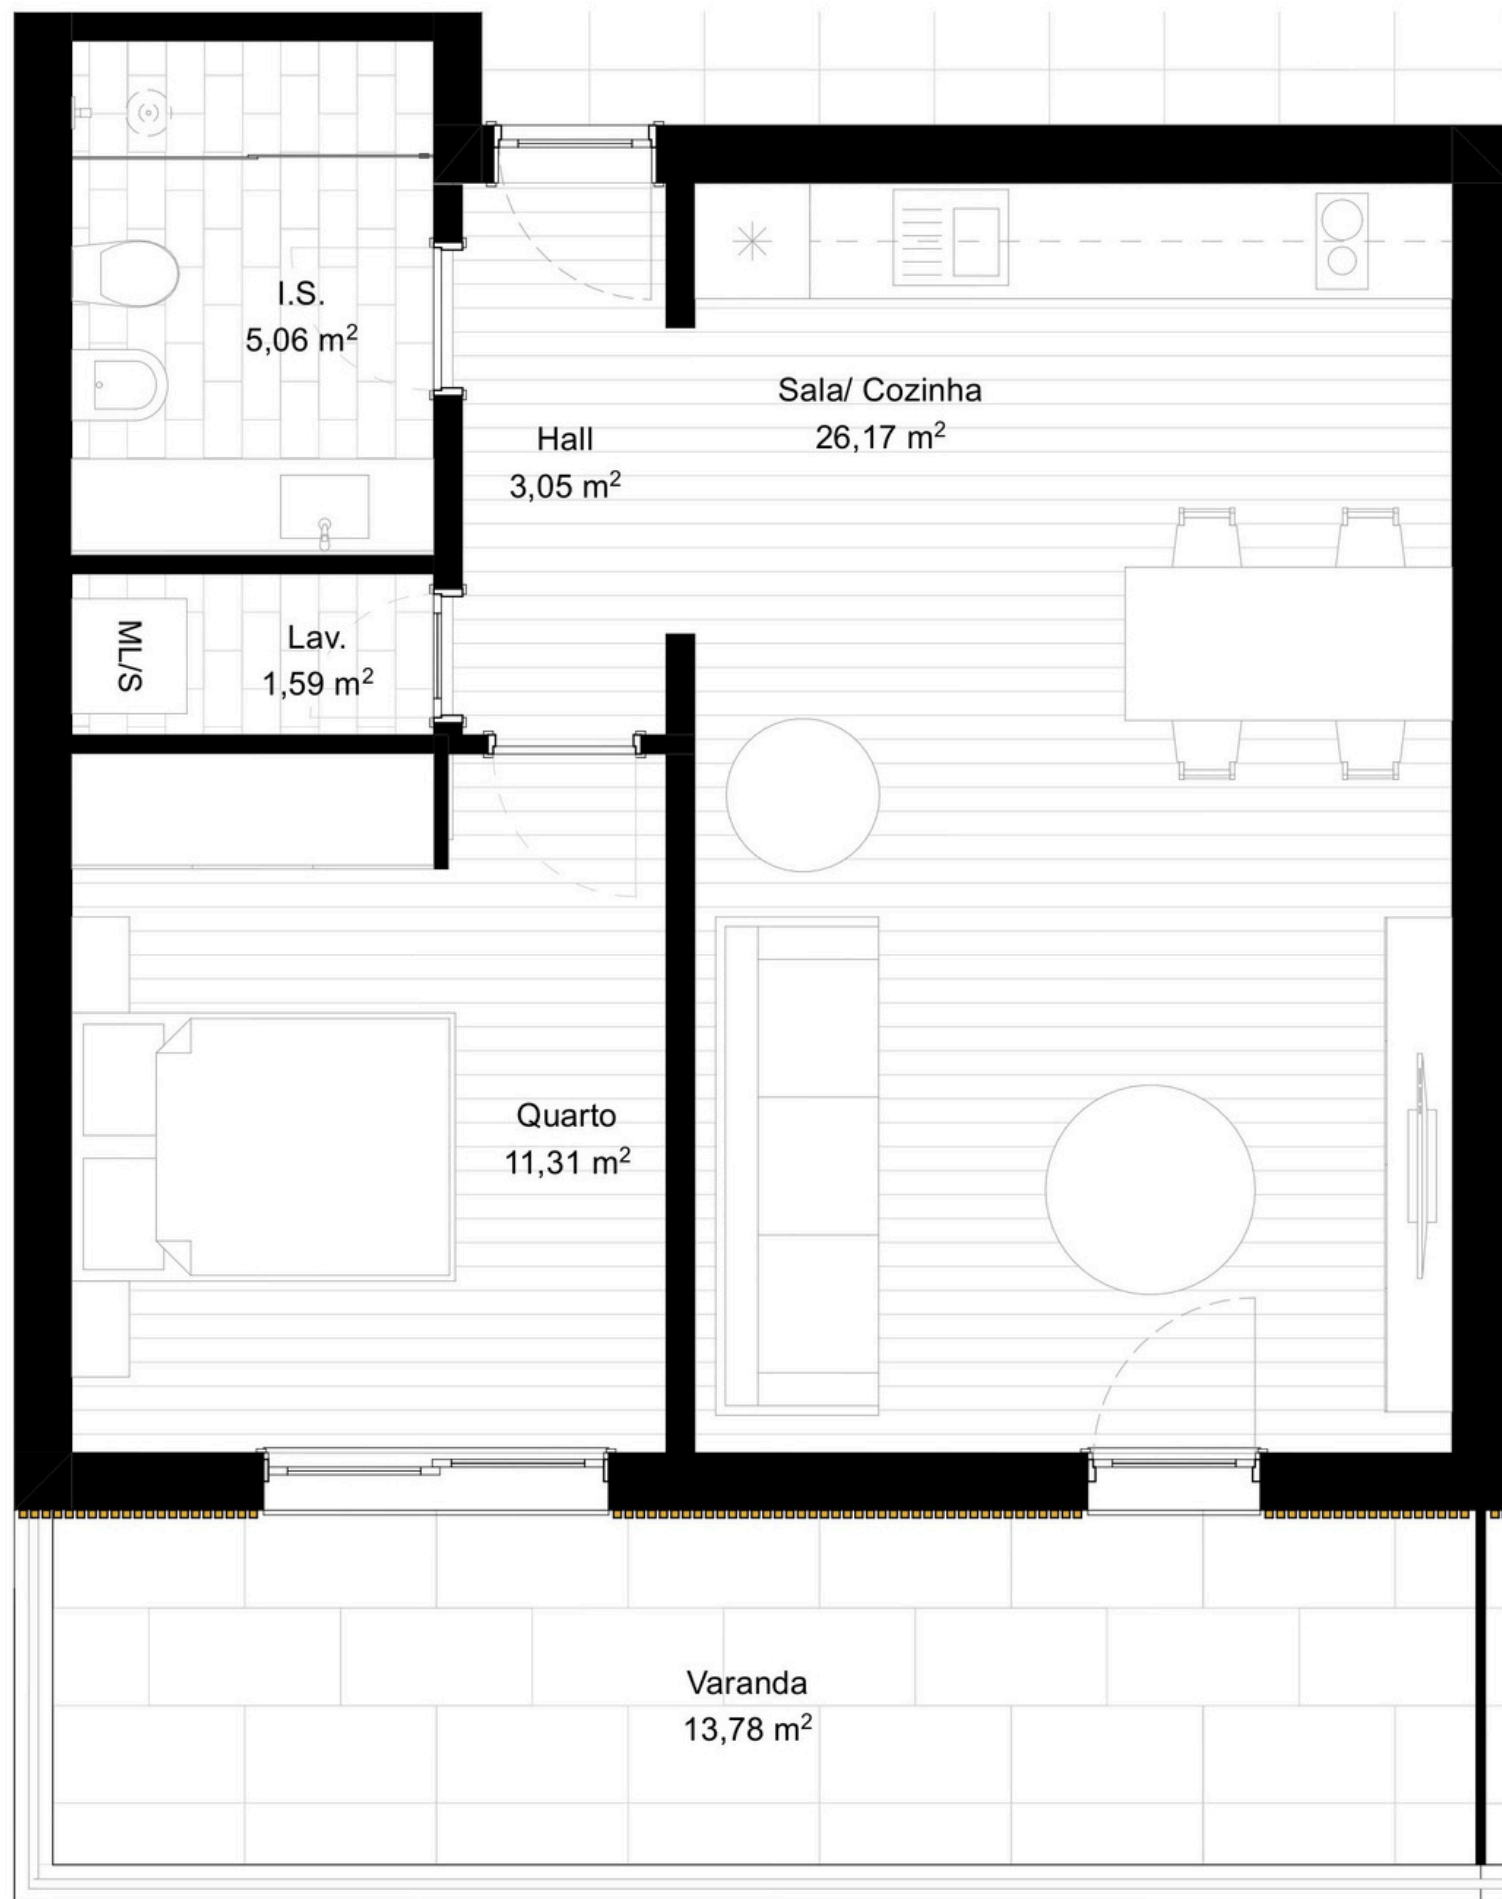 I.S.
5,06 m²
Sala/ Cozinha
26,17 m²
Hall
3,05 m²
ML/S
Lav.
1,59 m²
Quarto
11,31 m²
Varanda
13,78 m²